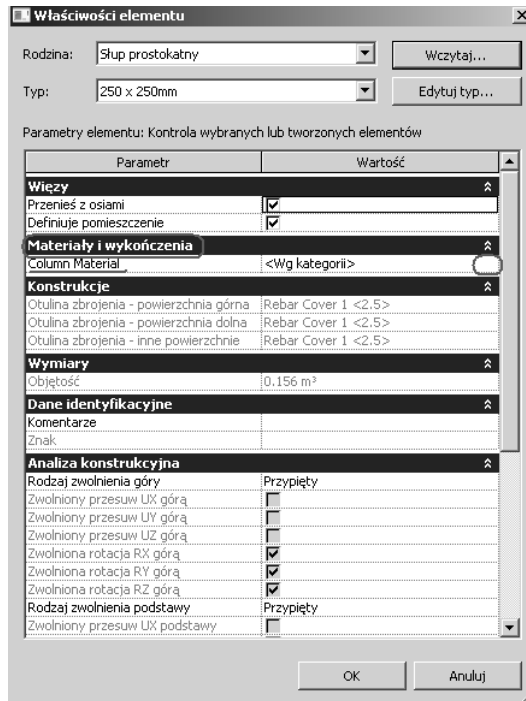 Właściwości elementu
Rodzina: Słup prostokatny Wczytaj...
Typ: 250 x 250mm Edytuj typ...
Parametry elementu: Kontrola wybranych lub tworzonych elementów
Parametr Wartość
Więzy
Przenieś z osiami
Definiuje pomieszczenie
Materiały i wykończenia
Column Material <Wg kategorii>
Konstrukcje
Otulina zbrojenia - powierzchnia górna Rebar Cover 1 <2.5>
Otulina zbrojenia - powierzchnia dolna Rebar Cover 1 <2.5>
Otulina zbrojenia - inne powierzchnie Rebar Cover 1 <2.5>
Wymiary
Objętość 0.156 m³
Dane identyfikacyjne
Komentarze
Znak
Analiza konstrukcyjna
Rodzaj zwolnienia góry Przypięty
Zwolniony przesuw UX górą
Zwolniony przesuw UY górą
Zwolniony przesuw UZ górą
Zwolniona rotacja RX górą
Zwolniona rotacja RY górą
Zwolniona rotacja RZ górą
Rodzaj zwolnienia podstawy Przypięty
Zwolniony przesuw UX podstawy
OK Anuluj